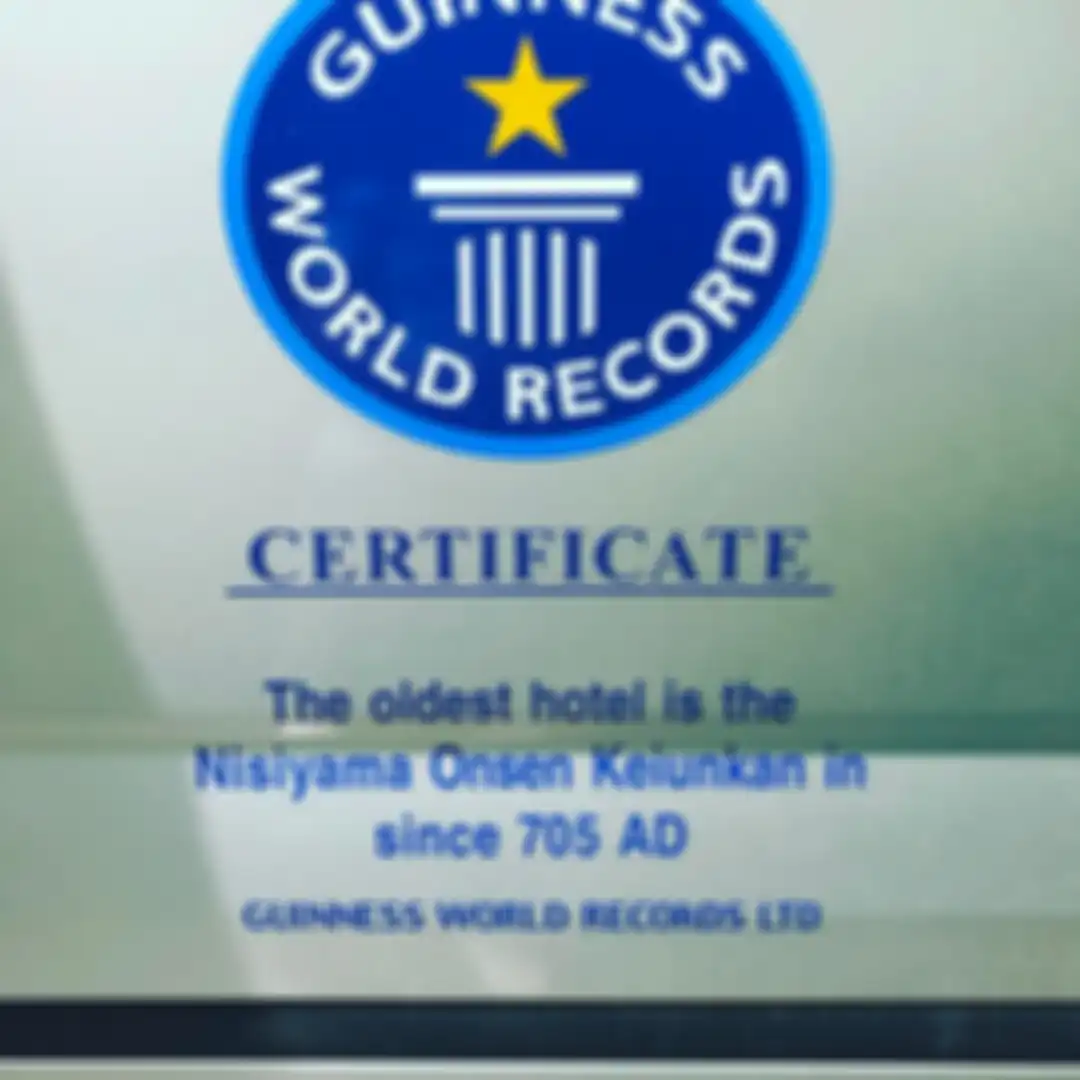 GUINNESS
WORLD RECORDS
CERTIFICATE
The oldest hotel is the
Nisiyama Onsen Keiunkan in
since 705 AD
GUINNESS WORLD RECORDS LTD